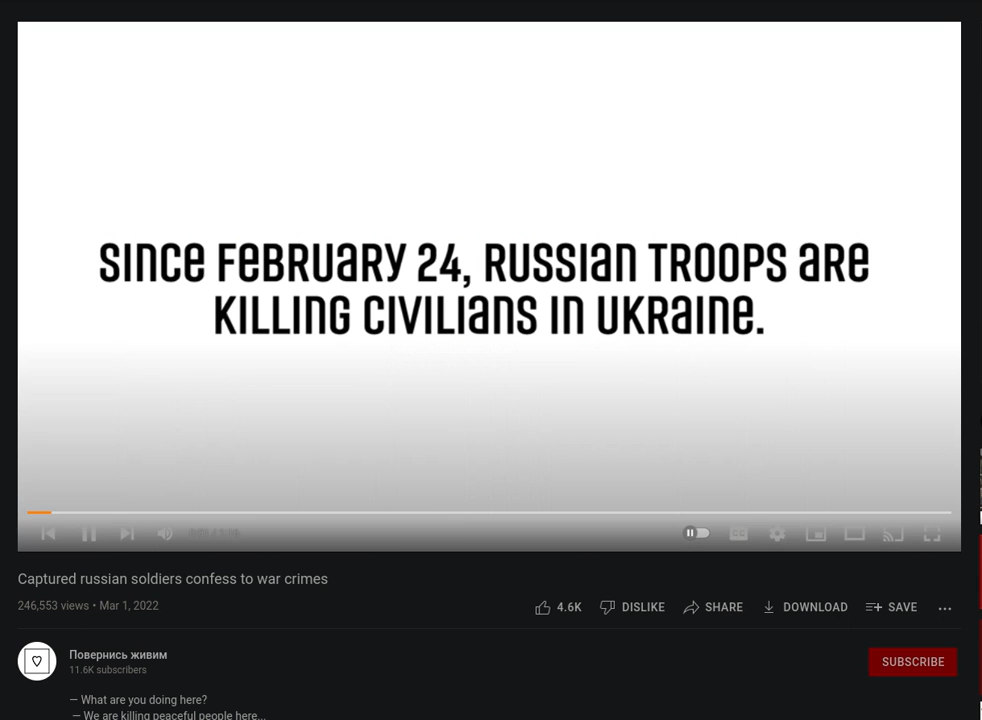 SINCE FEBRUARY 24, RUSSIAN TROOPS ARE
KILLING CIVILIANS IN UKRAINE.
Captured russian soldiers confess to war crimes
246,553 views • Mar 1, 2022
4.6K DISLIKE SHARE DOWNLOAD SAVE
Повернись живим
11.6K subscribers
SUBSCRIBE
— What are you doing here?
— We are killing peaceful people here...